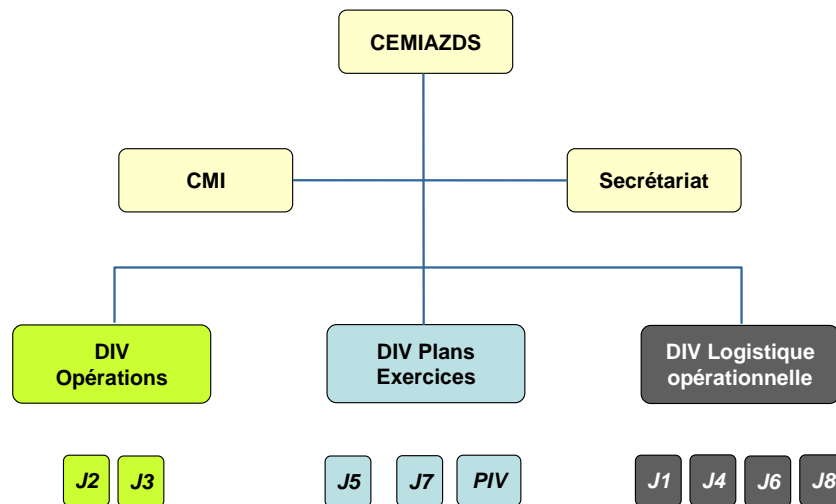 CEMIAZDS
CMI
Secrétariat
DIV
Opérations
DIV Plans
Exercices
DIV Logistique
opérationnelle
J2
J3
J5
J7
PIV
J1
J4
J6
J8